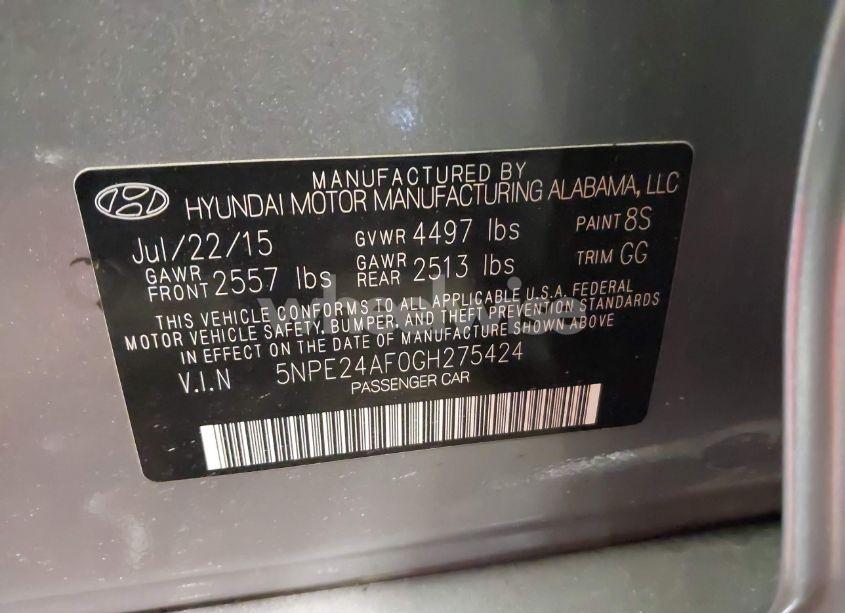 MANUFACTURED BY
HYUNDAI MOTOR MANUFACTURING ALABAMA, LLC
Jul/22/15 GVWR 4497 lbs PAINT 8S
GAWR FRONT 2557 lbs GAWR REAR 2513 lbs TRIM GG
THIS VEHICLE CONFORMS TO ALL APPLICABLE U.S.A. FEDERAL
MOTOR VEHICLE SAFETY, BUMPER, AND THEFT PREVENTION STANDARDS
IN EFFECT ON THE DATE OF MANUFACTURE SHOWN ABOVE
V.I.N 5NPE24AF0GH275424
PASSENGER CAR
wheelwise